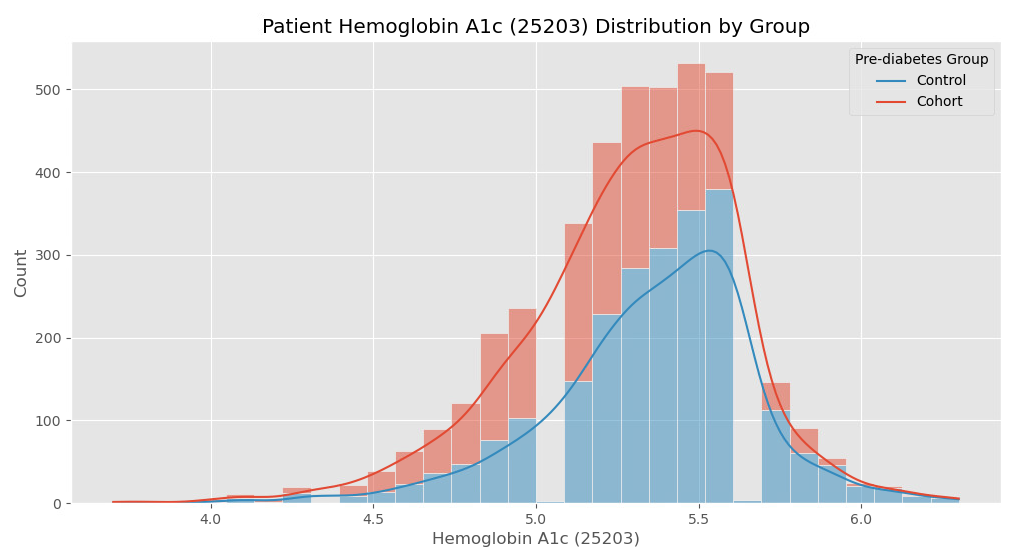 Patient Hemoglobin A1c (25203) Distribution by Group
Pre-diabetes Group
Control
Cohort
Count
500
400
300
200
100
0
4.0 4.5 5.0 5.5 6.0
Hemoglobin A1c (25203)